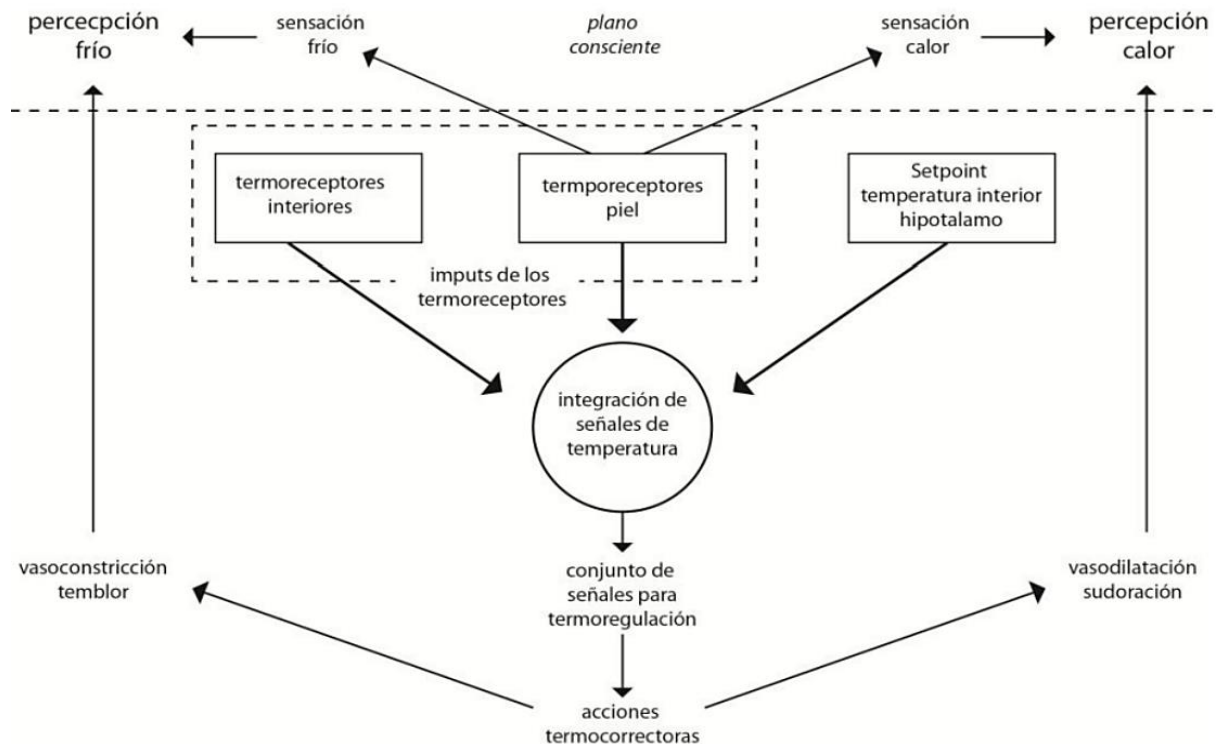 percecpción
frío
sensación
frío
plano
consciente
sensación
calor
percepción
calor
termoreceptores
interiores
termporeceptores
piel
Setpoint
temperatura interior
hipotalamo
imputs de los
termoreceptores
integración de
señales de
temperatura
vasoconstricción
temblor
conjunto de
señales para
termoregulación
vasodilatación
sudoración
acciones
termocorrectoras